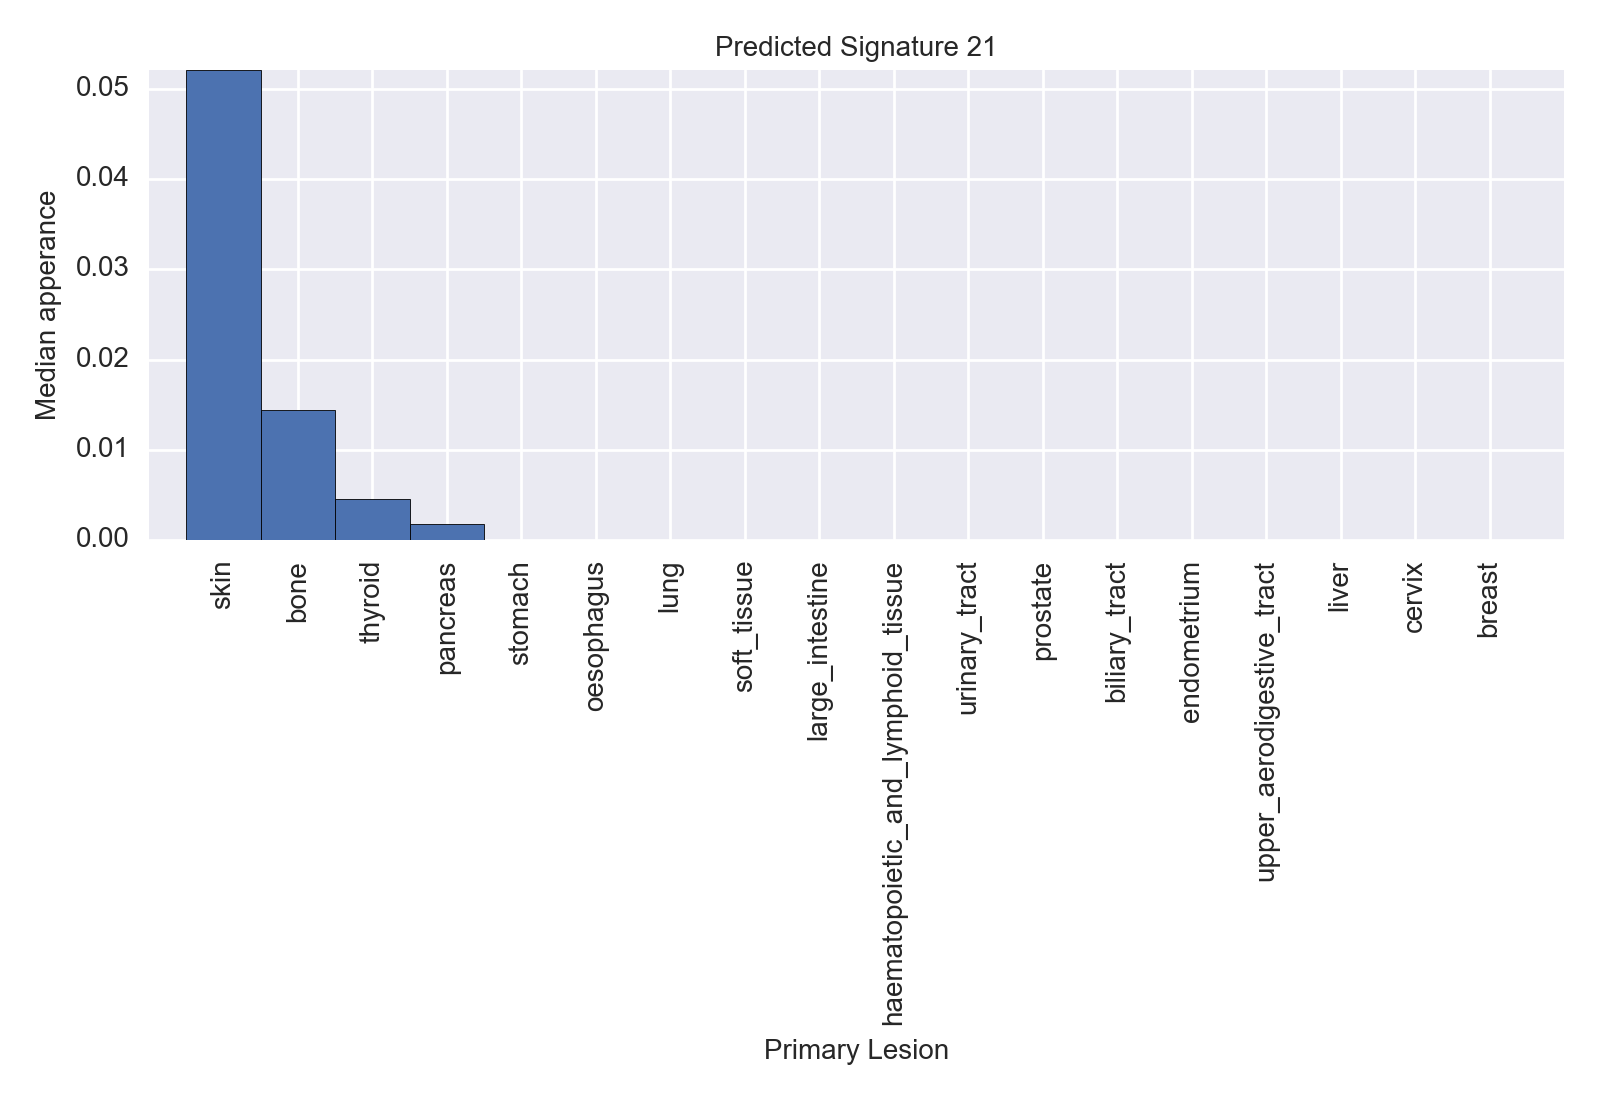 Predicted Signature 21
0.05
0.04
0.03
0.02
0.01
0.00
Median apperance
skin
bone
thyroid
pancreas
stomach
oesophagus
lung
soft_tissue
large_intestine
haematopoietic_and_lymphoid_tissue
urinary_tract
prostate
biliary_tract
endometrium
upper_aerodigestive_tract
liver
cervix
breast
Primary Lesion